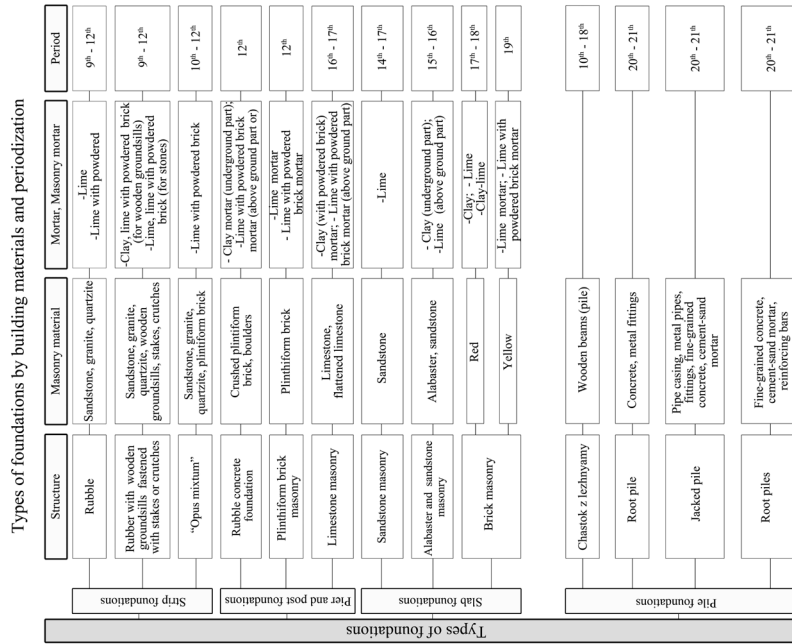 Types of foundations by building materials and periodization
Structure
Masonry material
Mortar, Masonry mortar
Period
Types of foundations
Strip foundations
Rubble
Sandstone, granite, quartzite
-Lime
-Lime with powdered
9th - 12th
Rubber with wooden
groundsills fastened
with stakes or crutches
Sandstone, granite,
quartzite, wooden
groundsills, stakes, crutches
-Clay, lime with powdered brick
(for wooden groundsills)
-Lime, lime with powdered
brick (for stones)
9th - 12th
"Opus mixtum"
Sandstone, granite,
quartzite, plintiform brick
-Lime with powdered brick
10th - 12th
Pier and post foundations
Rubble concrete
foundation
Crushed plintiform
brick, boulders
- Clay mortar (underground part);
-Lime with powdered brick
mortar (above ground part or)
12th
Plinthiform brick
masonry
Plinthiform brick
-Lime mortar
- Lime with powdered
brick mortar
12th
Limestone masonry
Limestone,
flattened limestone
-Clay (with powdered brick)
mortar; - Lime with powdered
brick mortar (above ground part)
16th - 17th
Slab foundations
Sandstone masonry
Sandstone
-Lime
14th - 17th
Alabaster and sandstone
masonry
Alabaster, sandstone
- Clay (underground part);
-Lime (above ground part)
15th - 16th
Brick masonry
Red
-Clay; - Lime
-Clay-lime
17th - 18th
Yellow
-Lime mortar; - Lime with
powdered brick mortar
19th
Pile foundations
Chastok z lezhnyamy
Wooden beams (pile)
10th - 18th
Root pile
Concrete, metal fittings
20th - 21th
Jacked pile
Pipe casing, metal pipes,
fittings, fine-grained
concrete, cement-sand
mortar
20th - 21th
Root piles
Fine-grained concrete,
cement-sand mortar,
reinforcing bars
20th - 21th